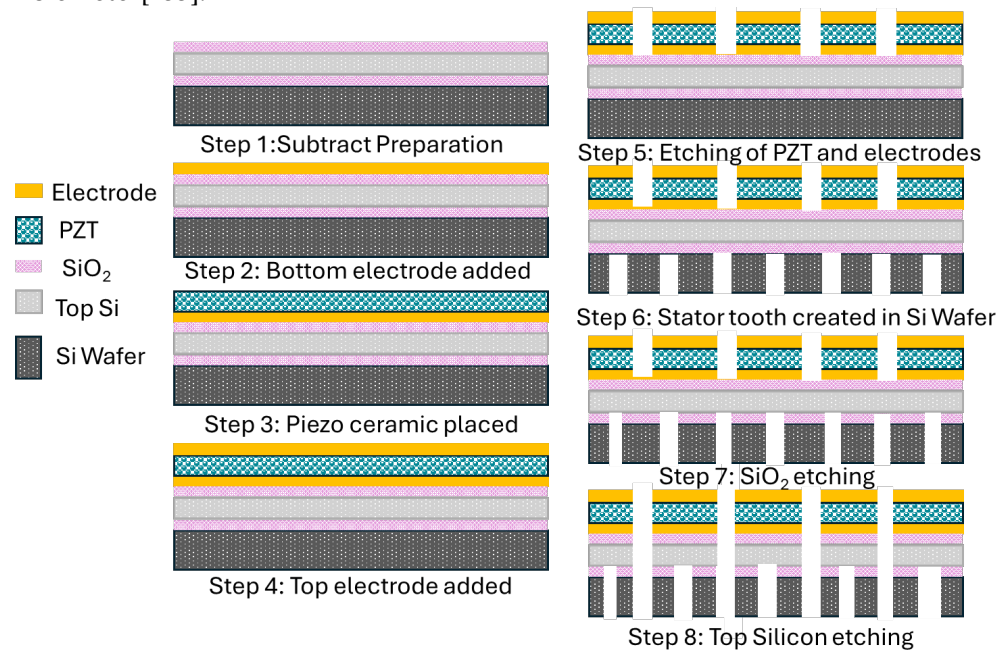 Step 1:Subtract Preparation
Electrode
PZT
SiO₂
Top Si
Si Wafer
Step 2: Bottom electrode added
Step 3: Piezo ceramic placed
Step 4: Top electrode added
Step 5: Etching of PZT and electrodes
Step 6: Stator tooth created in Si Wafer
Step 7: SiO₂ etching
Step 8: Top Silicon etching